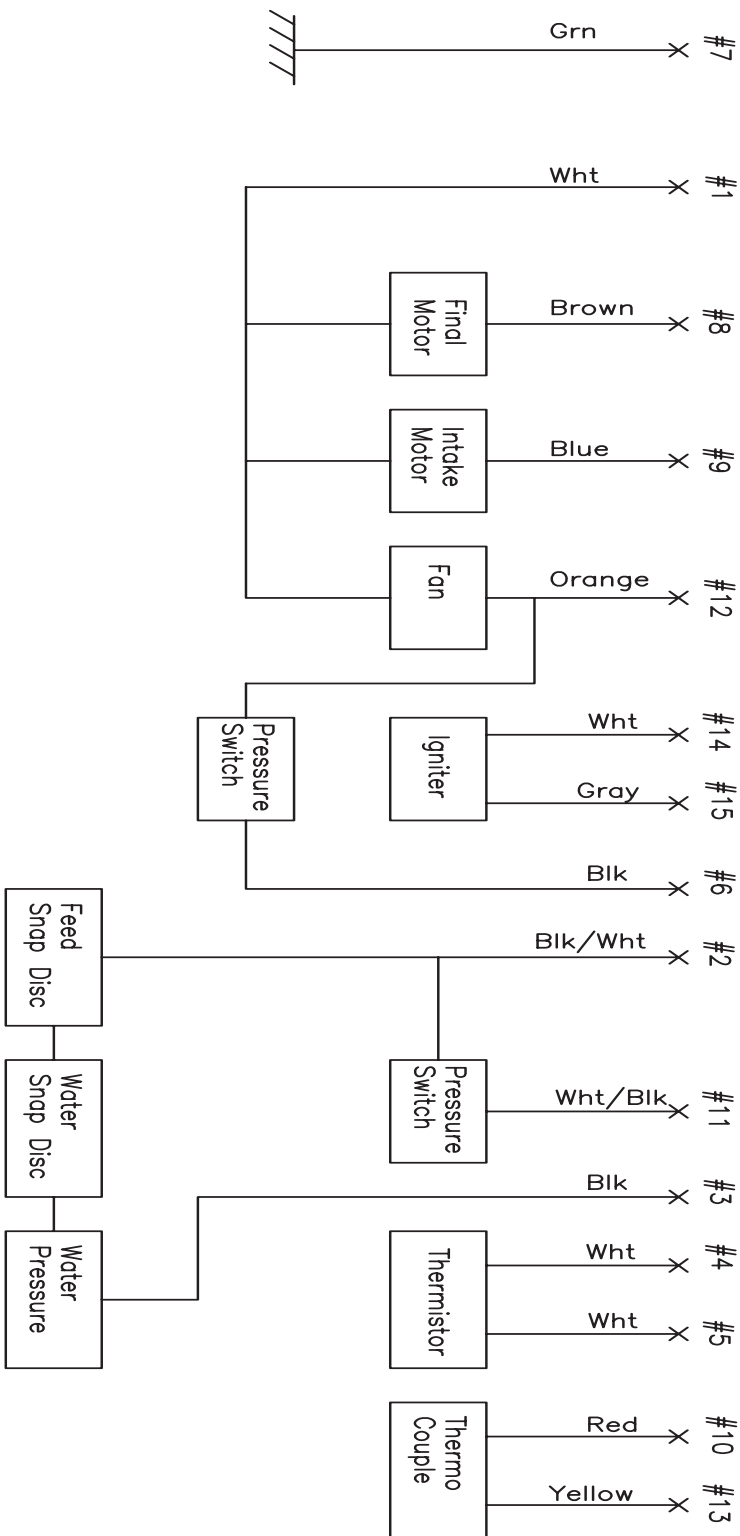 Grn
#7
Wht
#1
Final
Motor
Brown
#8
Intake
Motor
Blue
#9
Fan
Orange
#12
Pressure
Switch
Igniter
Wht
#14
Gray
#15
Blk
#6
Feed
Snap Disc
Blk/Wht
#2
Pressure
Switch
Wht/Blk
#11
Water
Snap Disc
Blk
#3
Water
Pressure
Thermistor
Wht
#4
Wht
#5
Thermo
Couple
Red
#10
Yellow
#13